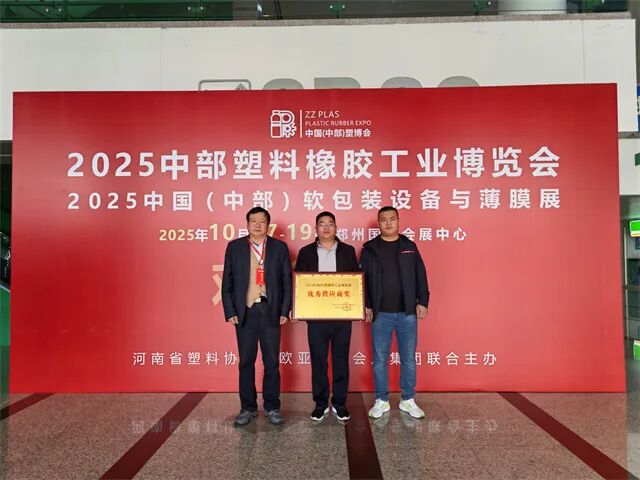 ZZ PLAS
PLASTIC RUBBER EXPO
中国(中部)塑博会
2025中部塑料橡胶工业博览会
2025中国（中部）软包装设备与薄膜展
2025年10月 7-19 郑州国 会展中心
优秀供应商奖
河南省塑料协 欧亚 会 集团联合主办